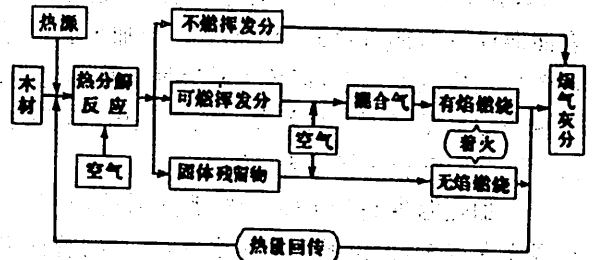 热源
不燃挥发分
木材
热分解
反应
可燃挥发分
混合气
有焰燃烧
烟气灰分
空气
着火
空气
固体残留物
无焰燃烧
热量回传